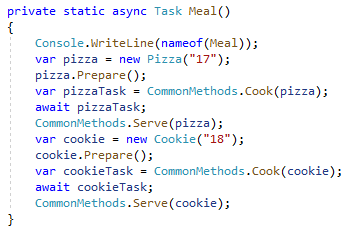 private static async Task Meal()
{
Console.WriteLine(nameof(Meal));
var pizza = new Pizza("17");
pizza.Prepare();
var pizzaTask = CommonMethods.Cook(pizza);
await pizzaTask;
CommonMethods.Serve(pizza);
var cookie = new Cookie("18");
cookie.Prepare();
var cookieTask = CommonMethods.Cook(cookie);
await cookieTask;
CommonMethods.Serve(cookie);
}